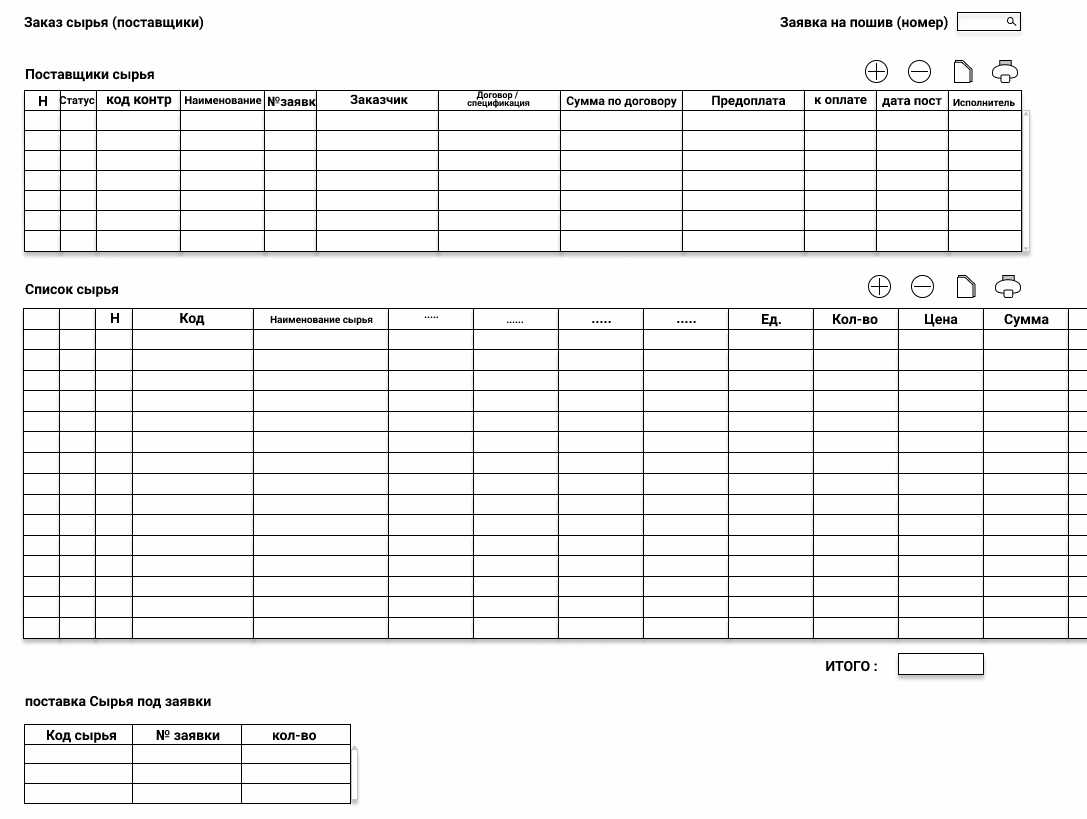 Заказ сырья (поставщики)
Заявка на пошив (номер)
Поставщики сырья
Н Статус код контр Наименование №заявк Заказчик Договор / спецификация Сумма по договору Предоплата к оплате дата пост Исполнитель
Список сырья
Н Код Наименование сырья ..... ...... ..... ..... Ед. Кол-во Цена Сумма
ИТОГО :
поставка Сырья под заявки
Код сырья № заявки кол-во